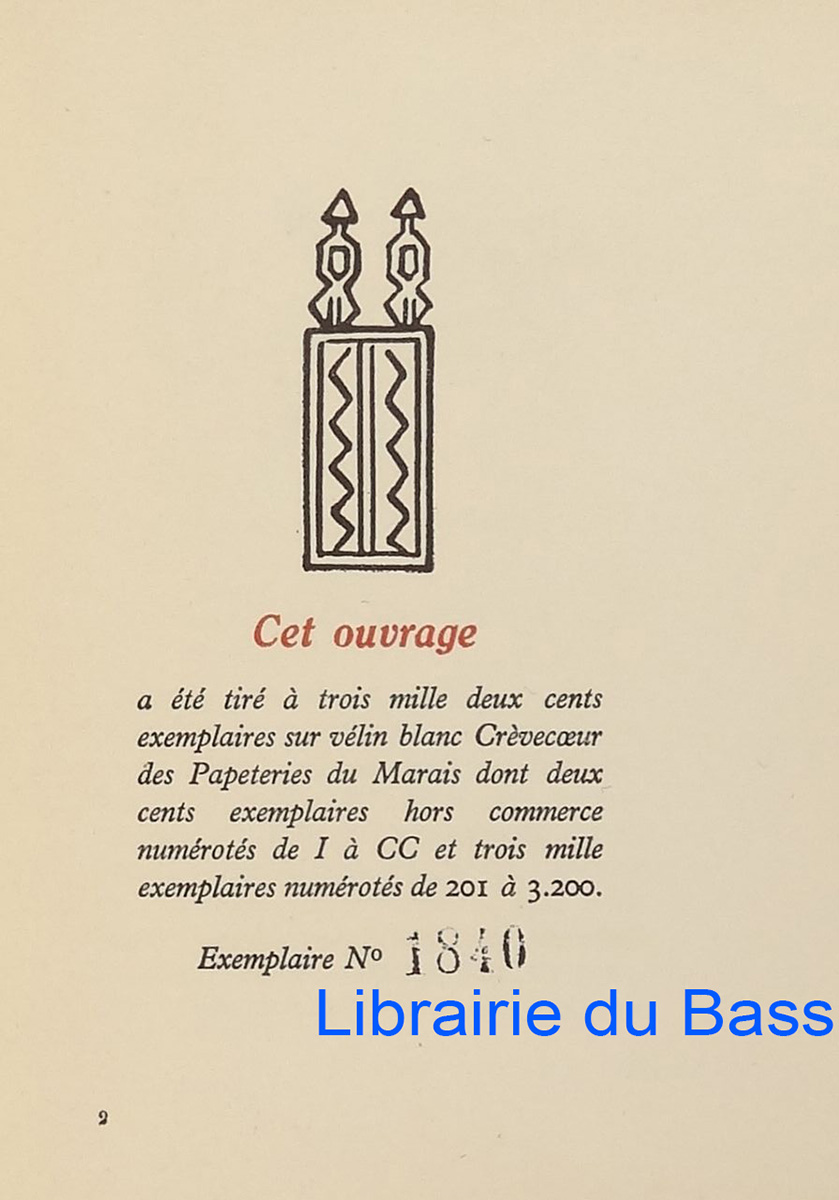 Cet ouvrage
a été tiré à trois mille deux cents
exemplaires sur vélin blanc Crèvecœur
des Papeteries du Marais dont deux
cents exemplaires hors commerce
numérotés de I à CC et trois mille
exemplaires numérotés de 201 à 3.200.
Exemplaire Nº 1840
Librairie du Bass
2